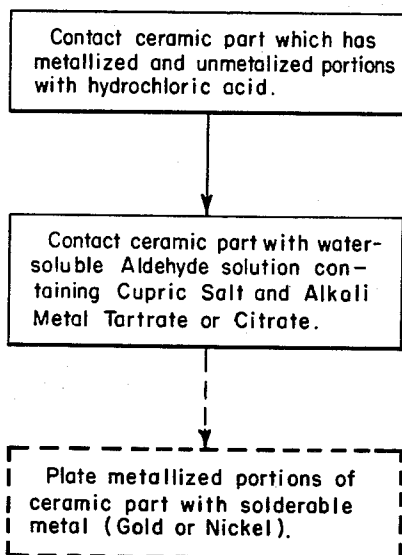 Contact ceramic part which has
metallized and unmetalized portions
with hydrochloric acid.
Contact ceramic part with water-
soluble Aldehyde solution con-
taining Cupric Salt and Alkali
Metal Tartrate or Citrate.
Plate metallized portions of
ceramic part with solderable
metal (Gold or Nickel).